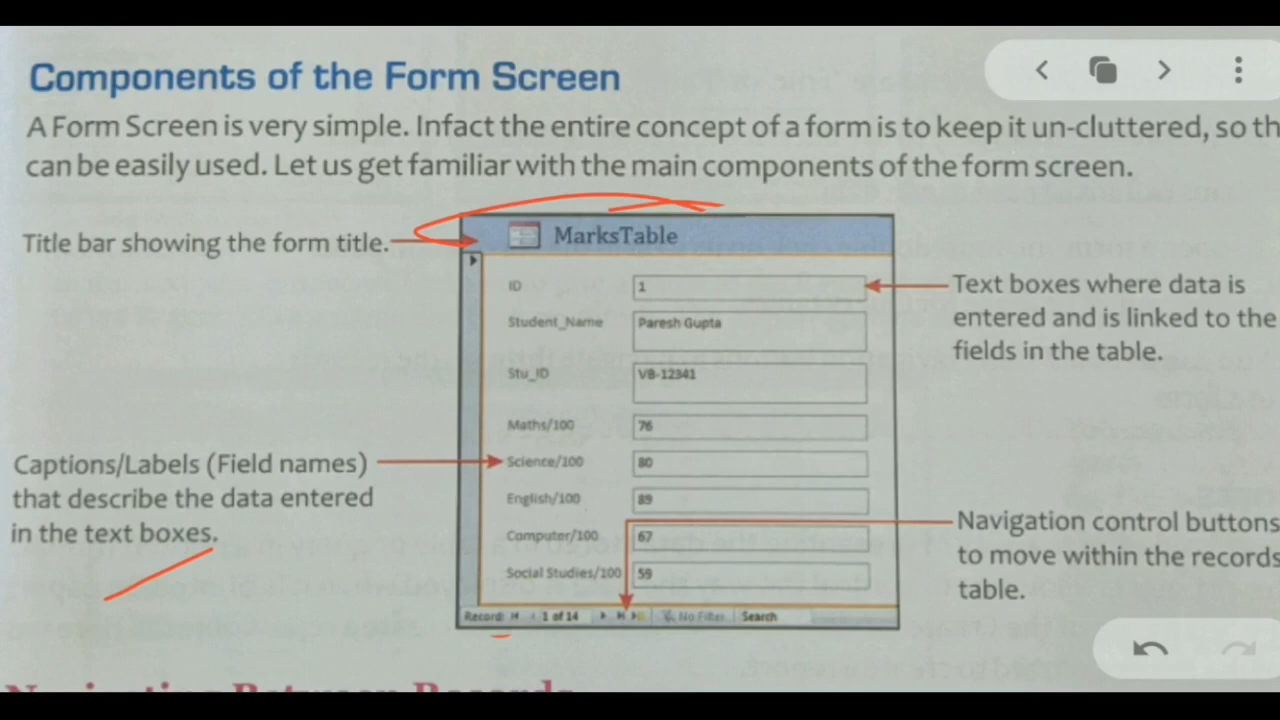 Components of the Form Screen
A Form Screen is very simple. Infact the entire concept of a form is to keep it un-cluttered, so th
can be easily used. Let us get familiar with the main components of the form screen.
Title bar showing the form title.
MarksTable
ID 1
Student_Name Paresh Gupta
Stu_ID VB-12341
Maths/100 76
Science/100 80
English/100 89
Computer/100 67
Social Studies/100 59
Record: 1 of 14 No Filter Search
Text boxes where data is
entered and is linked to the
fields in the table.
Captions/Labels (Field names)
that describe the data entered
in the text boxes.
Navigation control buttons
to move within the records
table.
Navigating Between Records